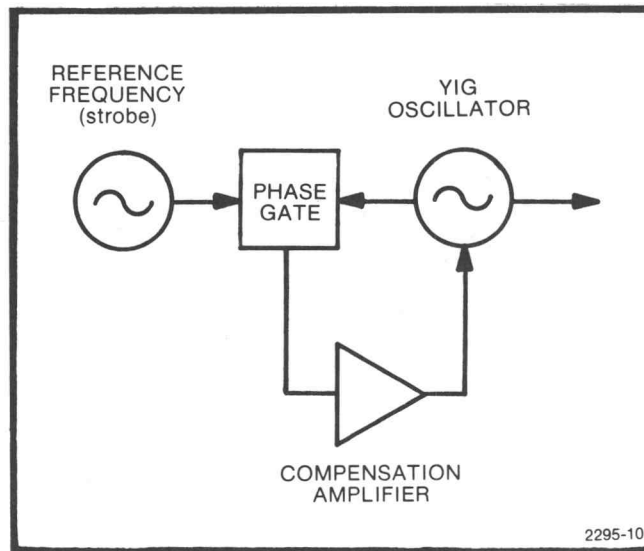 REFERENCE
FREQUENCY
(strobe)
YIG
OSCILLATOR
PHASE
GATE
COMPENSATION
AMPLIFIER
2295-10